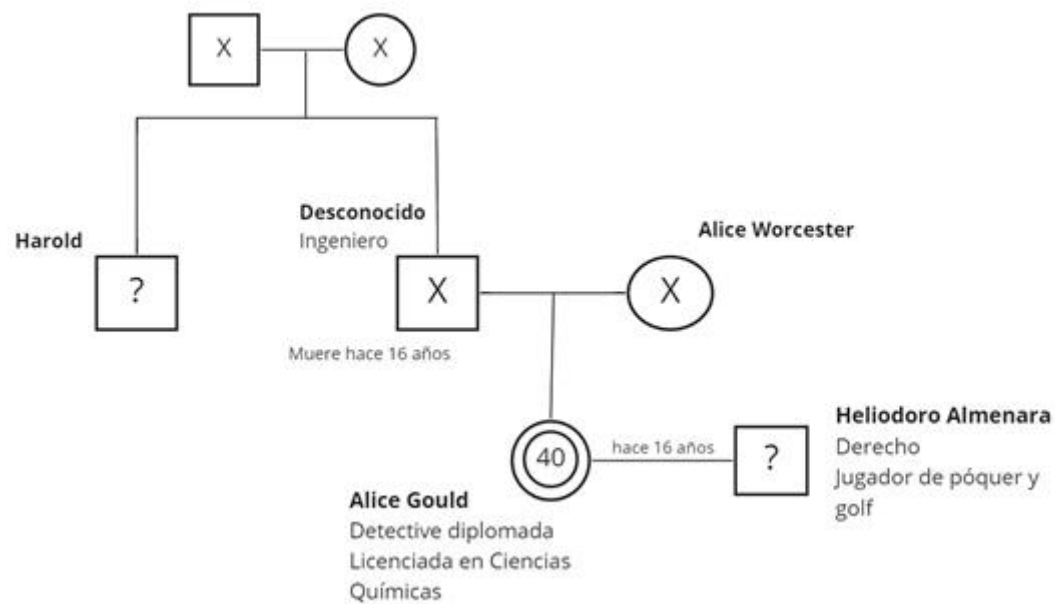 X
X
Harold
?
Desconocido
Ingeniero
X
Muere hace 16 años
Alice Worcester
X
40
Alice Gould
Detective diplomada
Licenciada en Ciencias
Químicas
hace 16 años
?
Heliodoro Almenara
Derecho
Jugador de póquer y
golf